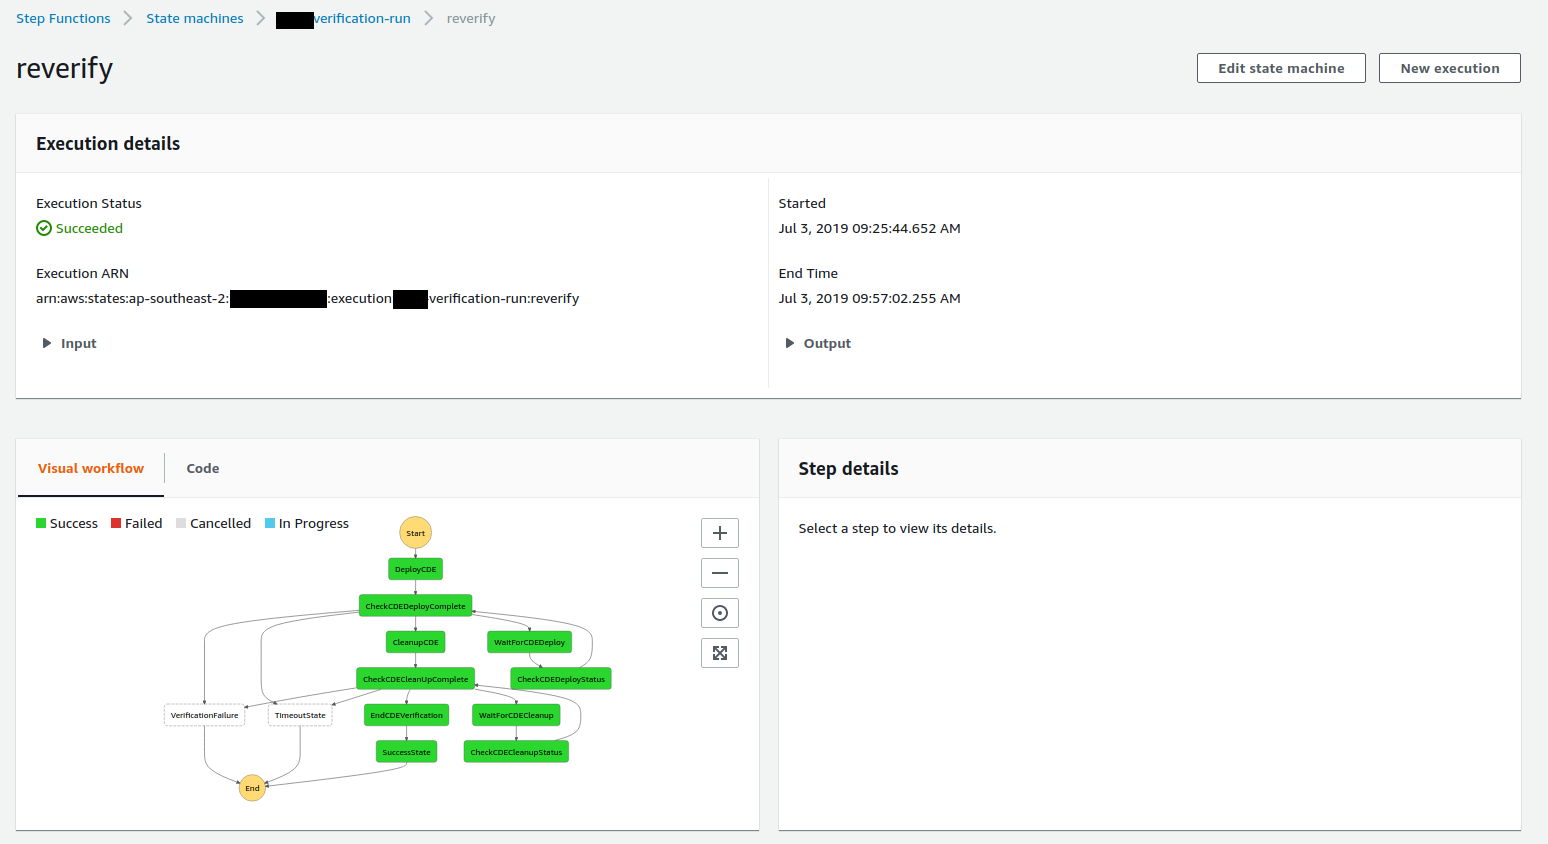 Step Functions > State machines > verification-run > reverify
reverify
Edit state machine
New execution
Execution details
Execution Status
Succeeded
Started
Jul 3, 2019 09:25:44.652 AM
Execution ARN
arn:aws:states:ap-southeast-2: :execution -verification-run:reverify
End Time
Jul 3, 2019 09:57:02.255 AM
Input
Output
Visual workflow
Code
Success
Failed
Cancelled
In Progress
Start
DeployCDE
CheckCDEDeployComplete
CleanupCDE
WaitForCDEDeploy
CheckCDECleanUpComplete
CheckCDEDeployStatus
VerificationFailure
TimeoutState
EndCDEVerification
WaitForCDECleanup
SuccessState
CheckCDECleanupStatus
End
Step details
Select a step to view its details.